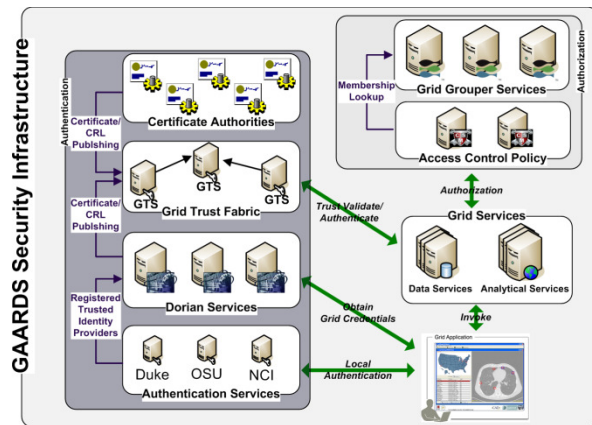 GAARDS Security Infrastructure
Authentication
Certificate Authorities
Certificate/
CRL
Publishing
GTS
GTS
GTS
Grid Trust Fabric
Certificate/
CRL
Publishing
Dorian Services
Registered
Trusted
Identity
Providers
Duke
OSU
NCI
Authentication Services
Authorization
Grid Grouper Services
Membership
Lookup
Access Control Policy
Authorization
Trust Validate/
Authenticate
Grid Services
Data Services
Analytical Services
Obtain
Grid Credentials
Invoke
Local
Authentication
Grid Application